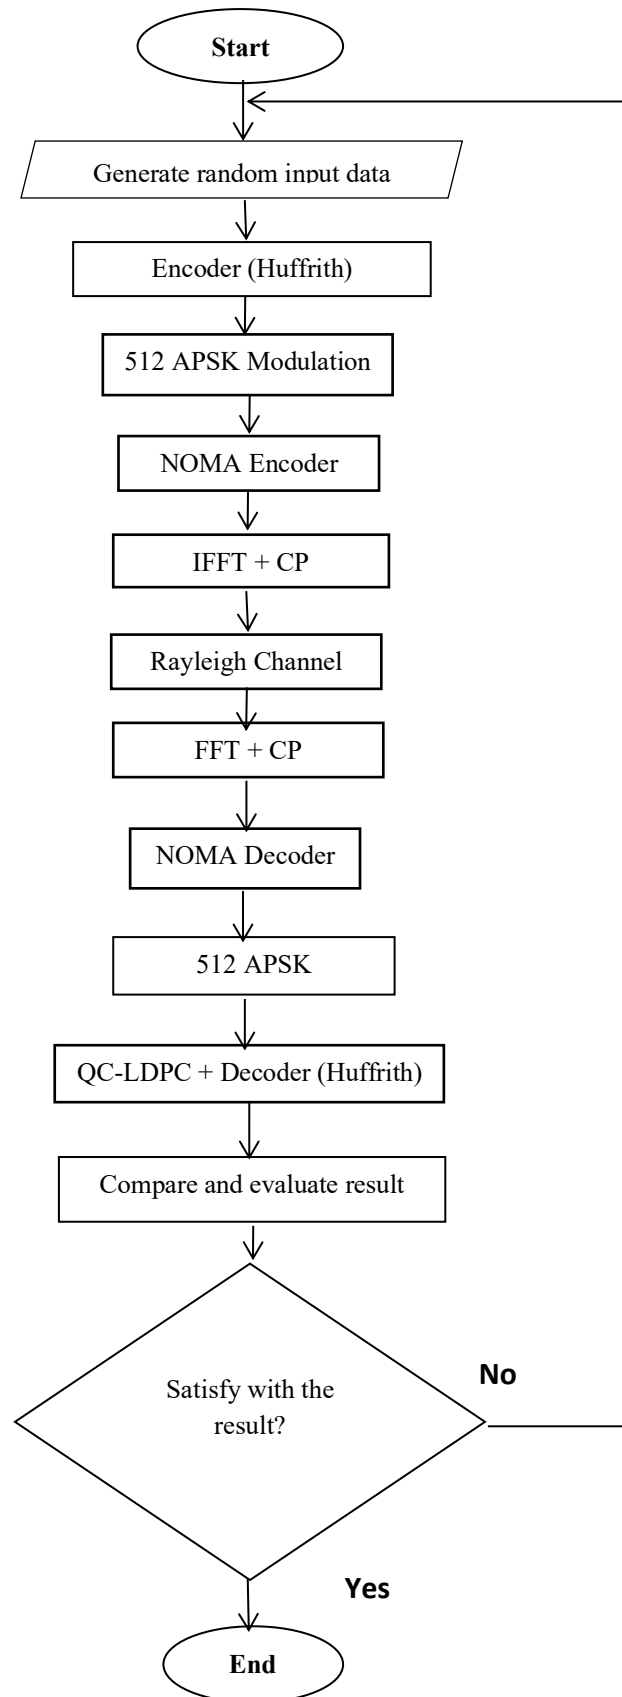 Start
Generate random input data
Encoder (Huffrith)
512 APSK Modulation
NOMA Encoder
IFFT + CP
Rayleigh Channel
FFT + CP
NOMA Decoder
512 APSK
QC-LDPC + Decoder (Huffrith)
Compare and evaluate result
Satisfy with the
result?
No
Yes
End